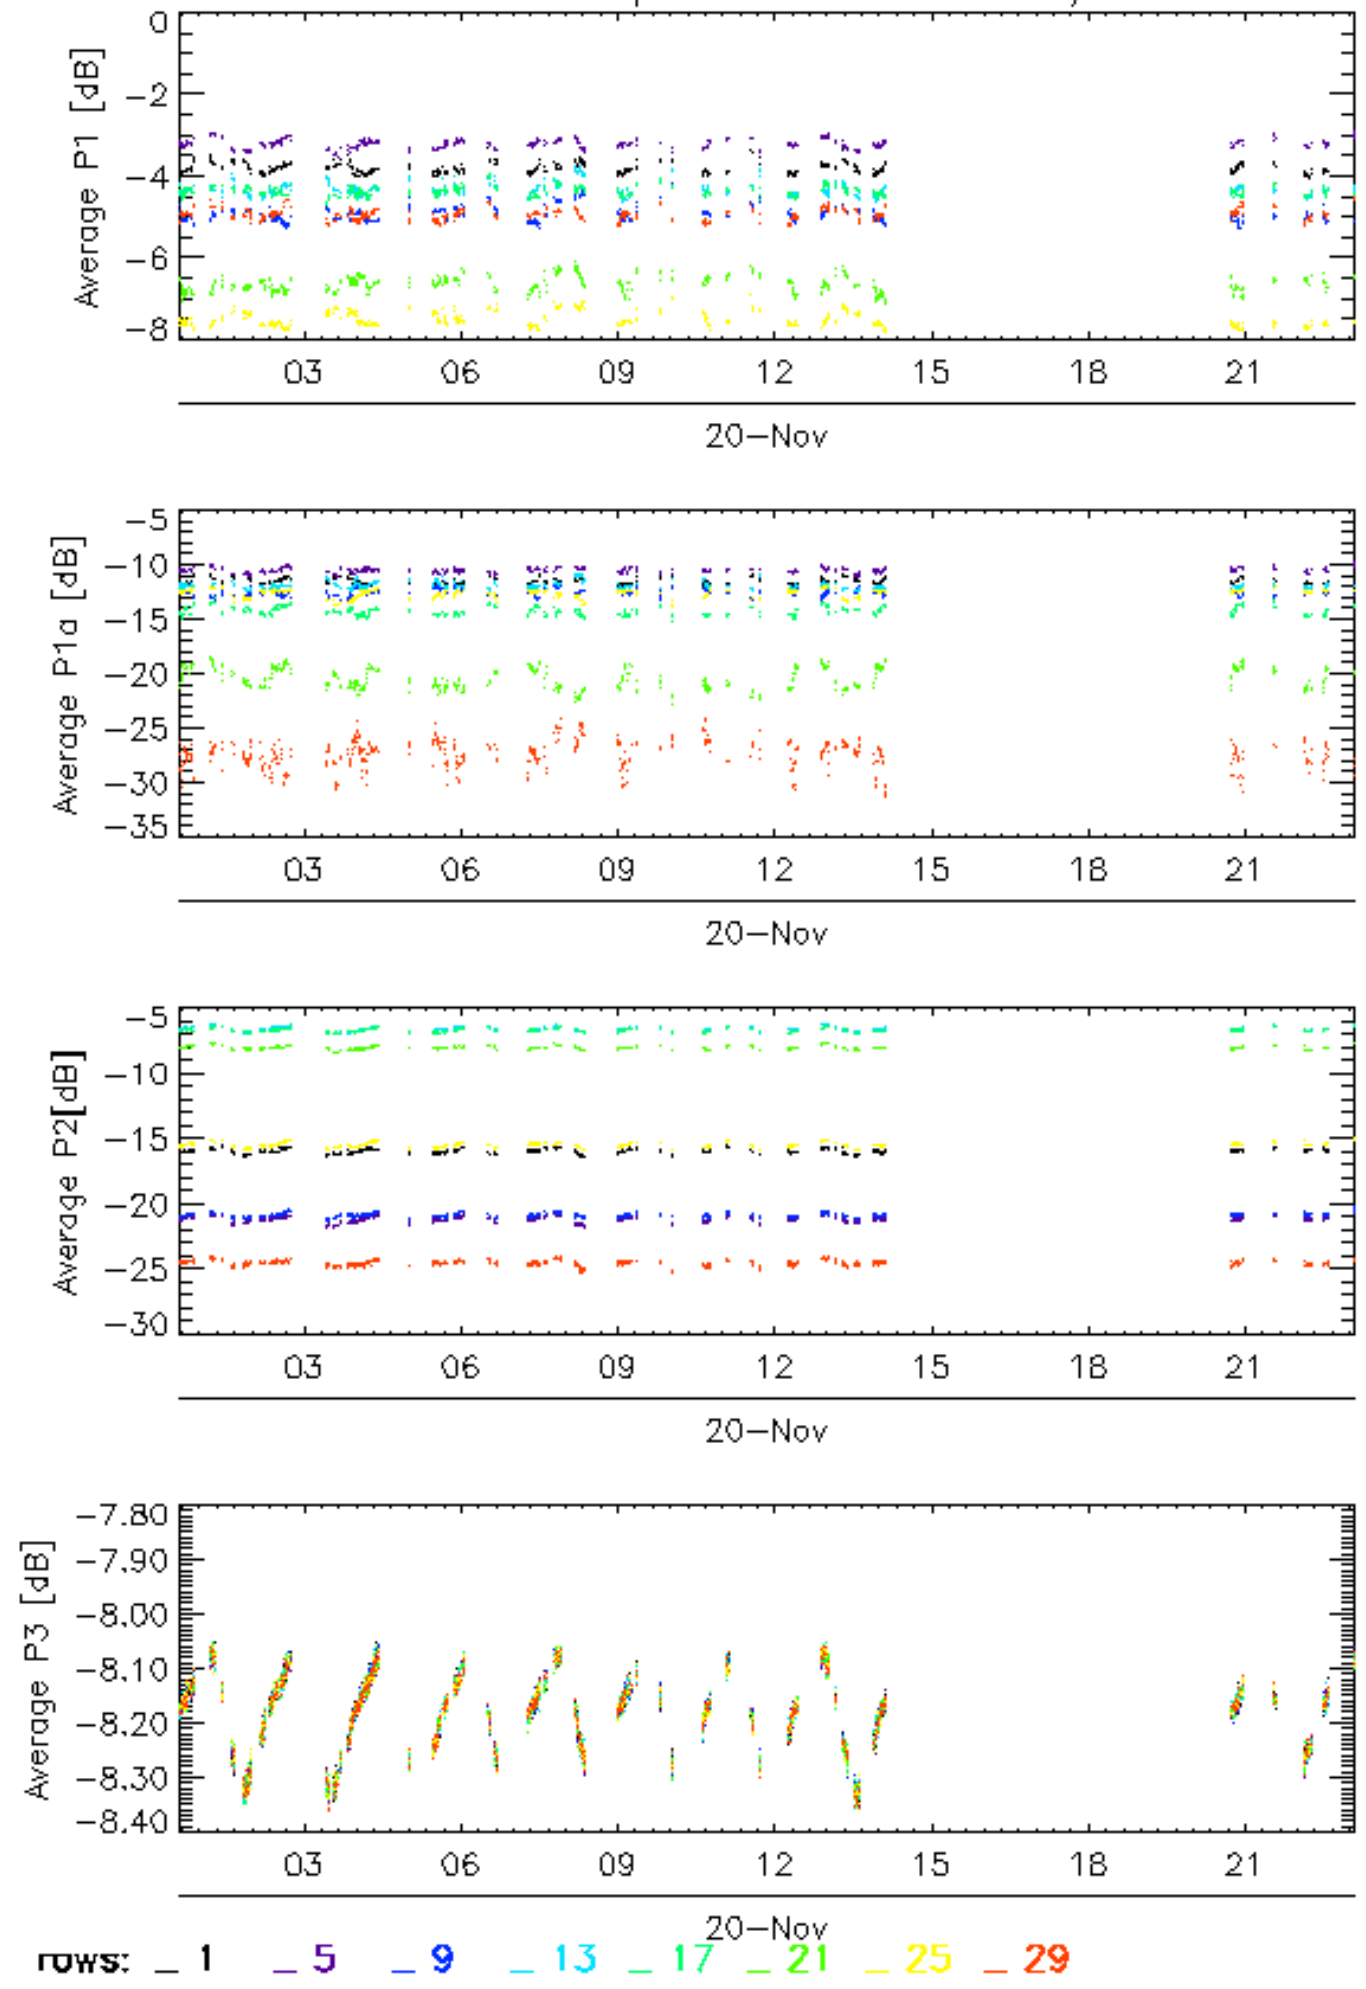 0
−2
−4
−6
−8
Average P1 [dB]
03 06 09 12 15 18 21
20−Nov
−5
−10
−15
−20
−25
−30
−35
Average P1a [dB]
03 06 09 12 15 18 21
20−Nov
−5
−10
−15
−20
−25
−30
Average P2[dB]
03 06 09 12 15 18 21
20−Nov
−7.80
−7.90
−8.00
−8.10
−8.20
−8.30
−8.40
Average P3 [dB]
03 06 09 12 15 18 21
20−Nov
rows: _ 1 _ 5 _ 9 _ 13 _ 17 _ 21 _ 25 _ 29